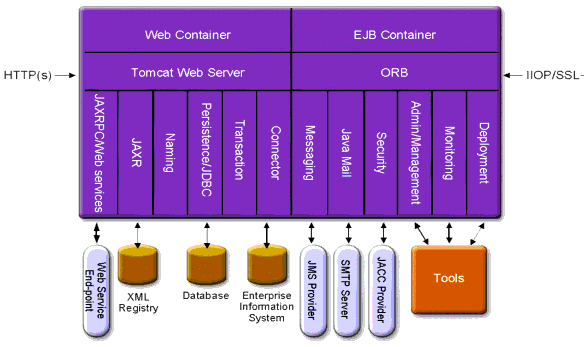 Web Container
EJB Container
HTTP(s)
Tomcat Web Server
ORB
IIOP/SSL-
JAXRPC/Web
services
JAXR
Naming
Persistence/JDBC
Transaction
Connector
Messaging
Java Mail
Security
Admin/Management
Monitoring
Deployment
Web Service
End-point
XML
Registry
Database
Enterprise
Information
System
JMS Provider
SMTP Server
JACC Provider
Tools